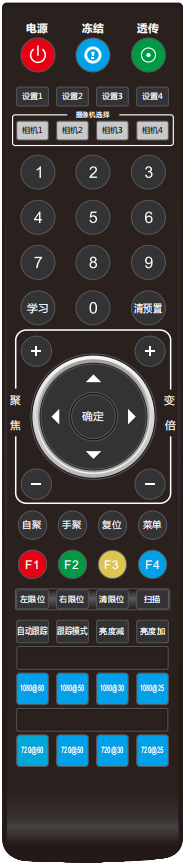 电源 冻结 透传
设置1 设置2 设置3 设置4
摄像机选择
相机1 相机2 相机3 相机4
1 2 3
4 5 6
7 8 9
学习 0 清预置
+ +
聚焦 确定 变倍
− −
自聚 手聚 复位 菜单
F1 F2 F3 F4
左限位 右限位 清限位 扫描
自动跟踪 跟踪模式 亮度减 亮度加
1080@60 1080@50 1080@30 1080@25
720@60 720@50 720@30 720@25